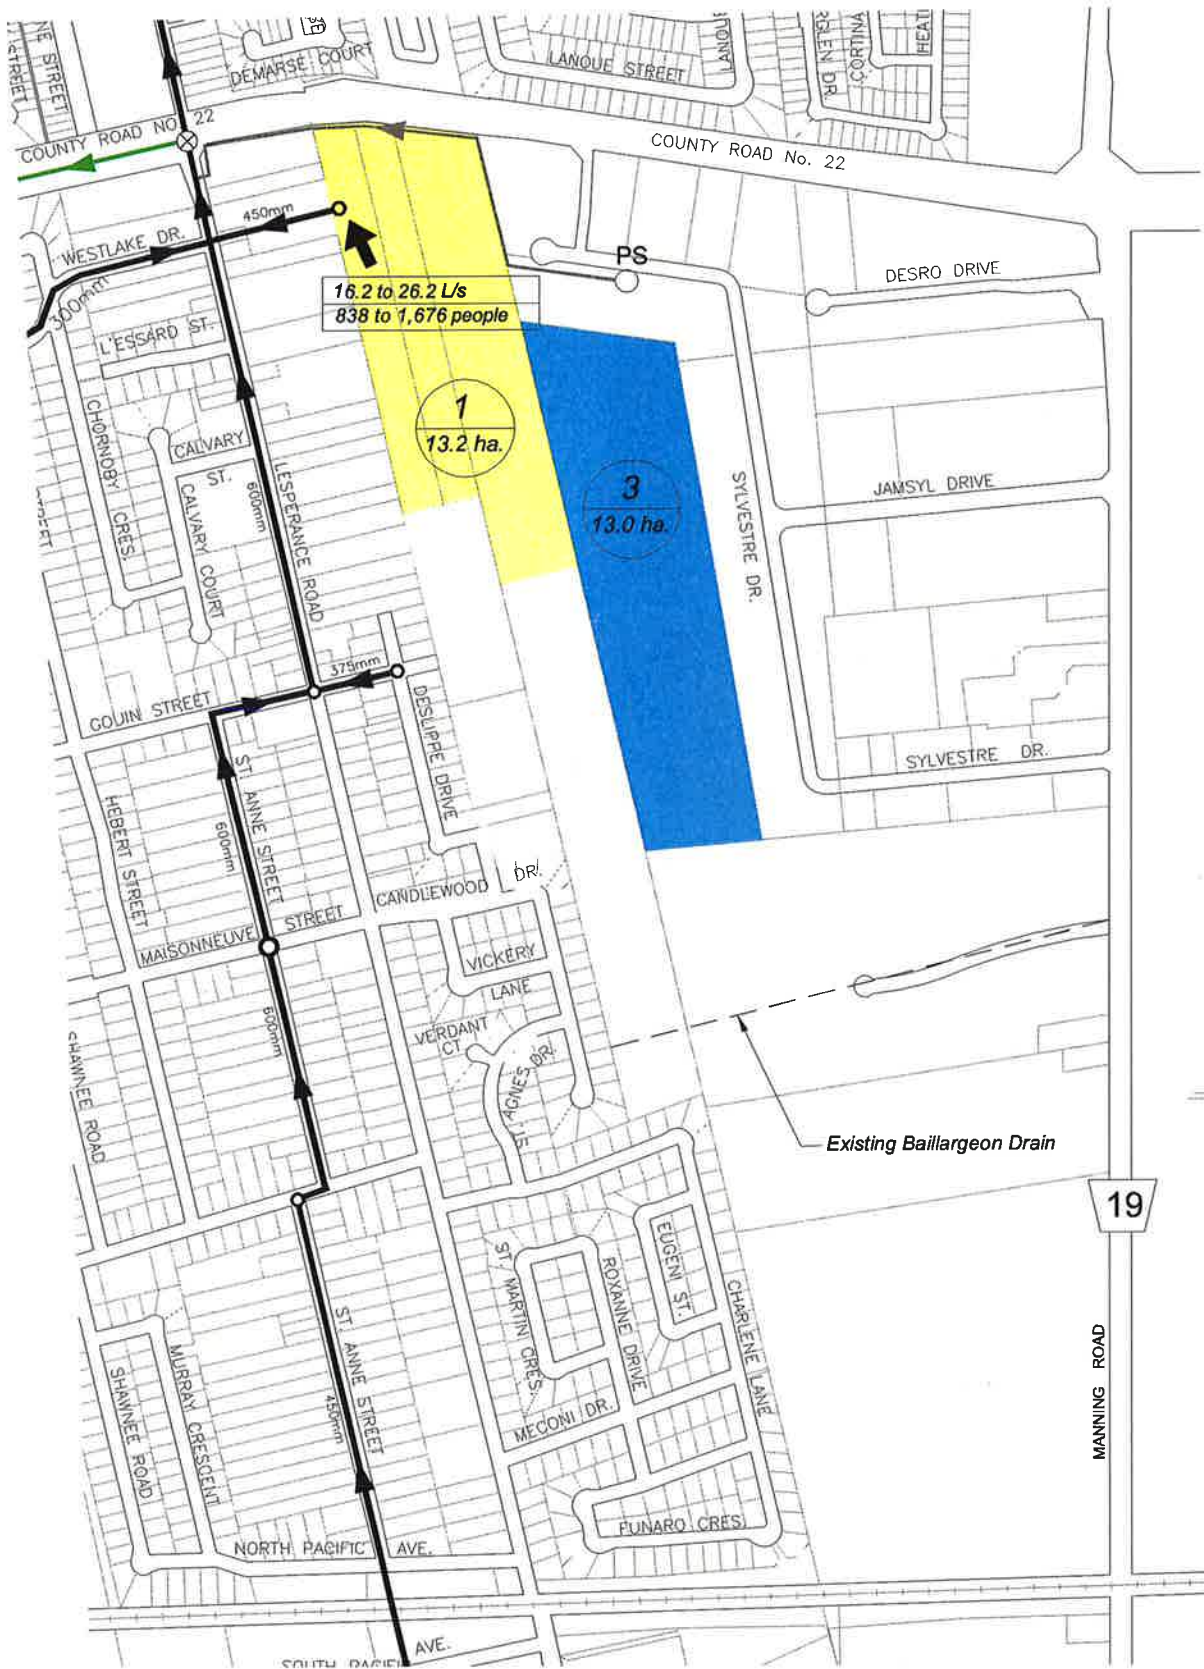 DEMARSE COURT
LANOUE STREET
CORTINA
COUNTY ROAD NO. 22
COUNTY ROAD No. 22
450mm
WESTLAKE DR.
300mm
PS
DESRO DRIVE
16.2 to 26.2 L/s
838 to 1,676 people
L'ESSARD ST.
1
13.2 ha.
CHORNOBY CRES.
CALVARY
ST.
CALVARY COURT
600mm
LESPERANCE ROAD
3
13.0 ha.
SYLVESTRE DR.
JAMSYL DRIVE
375mm
GOUIN STREET
DESLIPPE DRIVE
SYLVESTRE DR.
HEBERT STREET
600mm
ST. ANNE STREET
CANDLEWOOD DR.
MAISONNEUVE STREET
VICKERY
LANE
600mm
VERDANT
CT
AGNES DR.
SHAWNEE ROAD
Existing Baillargeon Drain
19
ST. MARTIN CRES.
ROXANNE DRIVE
EUGENI ST.
CHARLENE LANE
MANNING ROAD
SHAWNEE ROAD
MURRAY CRESCENT
450mm
ST. ANNE STREET
MECONI DR.
FUNARO CRES.
NORTH PACIFIC AVE.
AVE.